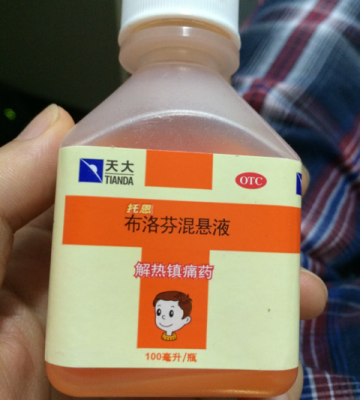 天大
TIANDA
OTC
托恩
布洛芬混悬液
解热镇痛药
100毫升/瓶